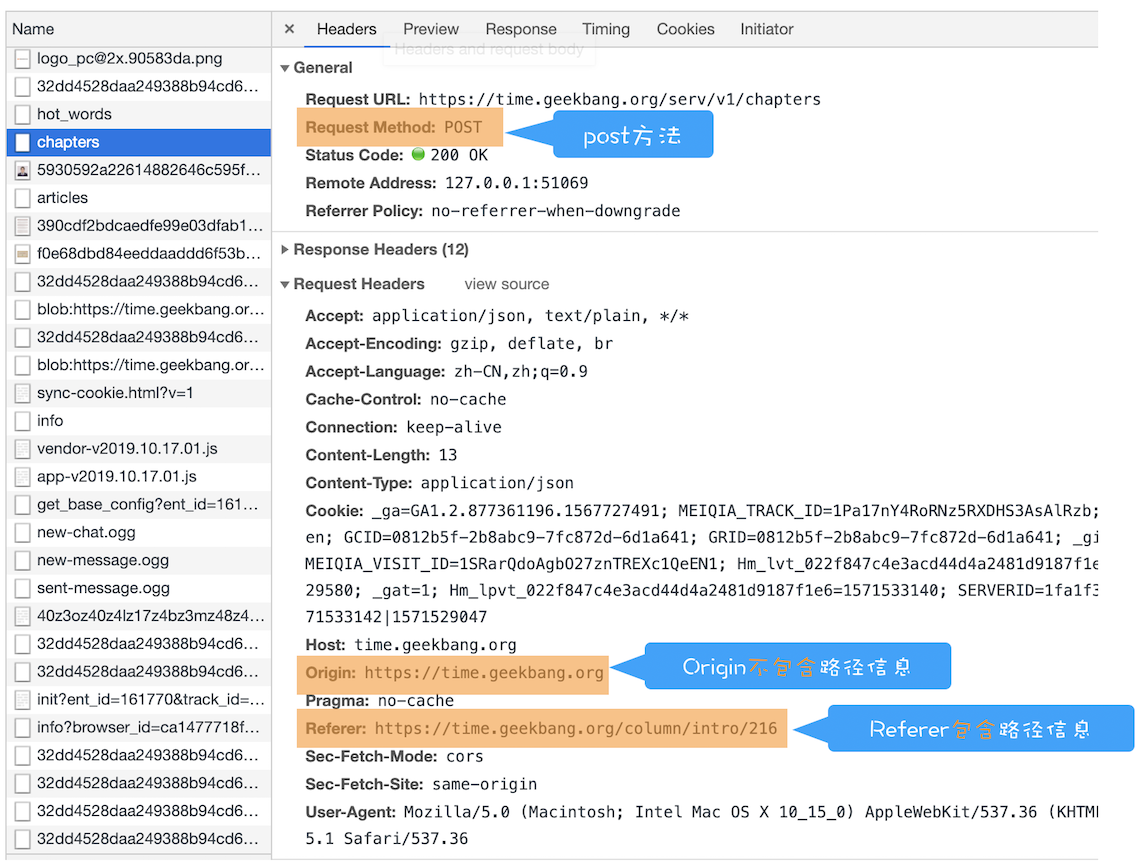 Name
logo_pc@2x.90583da.png
32dd4528daa249388b94cd6...
hot_words
chapters
5930592a22614882646c595f...
articles
390cdf2bdcaedfe99e03dfab1...
f0e68dbd84eeddaaddd6f53b...
32dd4528daa249388b94cd6...
blob:https://time.geekbang.or...
32dd4528daa249388b94cd6...
blob:https://time.geekbang.or...
sync-cookie.html?v=1
info
vendor-v2019.10.17.01.js
app-v2019.10.17.01.js
get_base_config?ent_id=161...
new-chat.ogg
new-message.ogg
sent-message.ogg
40z3oz40z4lz17z4bz3mz48z4...
32dd4528daa249388b94cd6...
32dd4528daa249388b94cd6...
init?ent_id=161770&track_id=...
info?browser_id=ca1477718f...
32dd4528daa249388b94cd6...
32dd4528daa249388b94cd6...
32dd4528daa249388b94cd6...
32dd4528daa249388b94cd6...
× Headers Preview Response Timing Cookies Initiator
Headers and request body
General
Request URL: https://time.geekbang.org/serv/v1/chapters
Request Method: POST
post方法
Status Code: 200 OK
Remote Address: 127.0.0.1:51069
Referrer Policy: no-referrer-when-downgrade
Response Headers (12)
Request Headers view source
Accept: application/json, text/plain, */*
Accept-Encoding: gzip, deflate, br
Accept-Language: zh-CN,zh;q=0.9
Cache-Control: no-cache
Connection: keep-alive
Content-Length: 13
Content-Type: application/json
Cookie: _ga=GA1.2.877361196.1567727491; MEIQIA_TRACK_ID=1Pa17nY4RoRNz5RXDHS3AsAlRzb;
en; GCID=0812b5f-2b8abc9-7fc872d-6d1a641; GRID=0812b5f-2b8abc9-7fc872d-6d1a641; _gi
MEIQIA_VISIT_ID=1SRarQdoAgbO27znTREXc1QeEN1; Hm_lvt_022f847c4e3acd44d4a2481d9187f1e
29580; _gat=1; Hm_lpvt_022f847c4e3acd44d4a2481d9187f1e6=1571533140; SERVERID=1fa1f3
71533142|1571529047
Host: time.geekbang.org
Origin: https://time.geekbang.org
Origin不包含路径信息
Pragma: no-cache
Referer: https://time.geekbang.org/column/intro/216
Referer包含路径信息
Sec-Fetch-Mode: cors
Sec-Fetch-Site: same-origin
User-Agent: Mozilla/5.0 (Macintosh; Intel Mac OS X 10_15_0) AppleWebKit/537.36 (KHTM
5.1 Safari/537.36